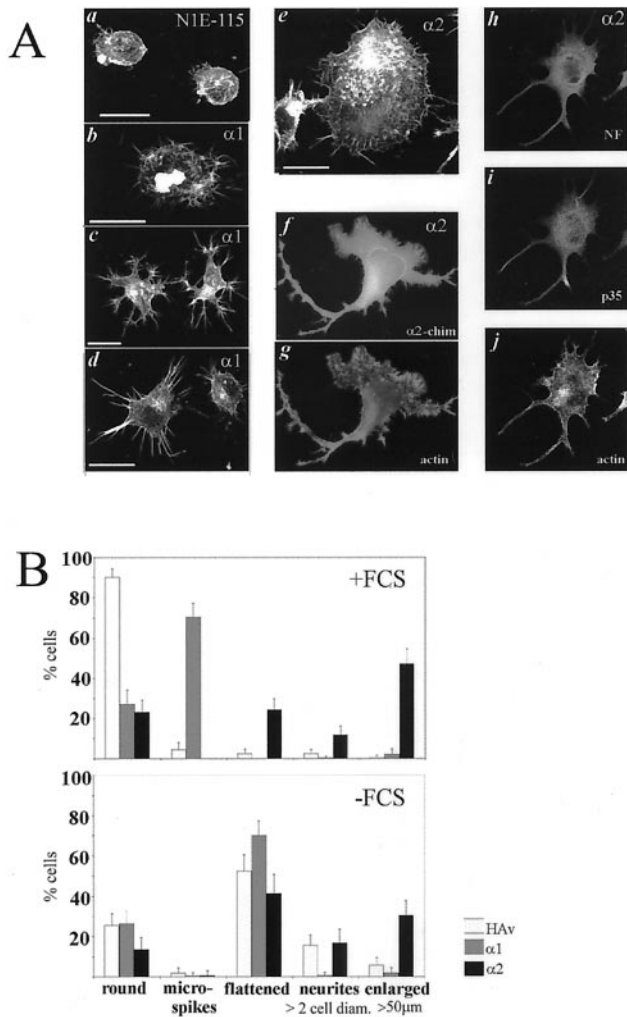 A
a N1E-115
b α1
c α1
d α1
e α2
f α2
α2-chim
g
actin
h α2
NF
i
p35
j
actin
B
+FCS
% cells
100
80
60
40
20
-FCS
% cells
100
80
60
40
20
round micro-spikes flattened neurites enlarged
> 2 cell diam. >50μm
HAv
α1
α2